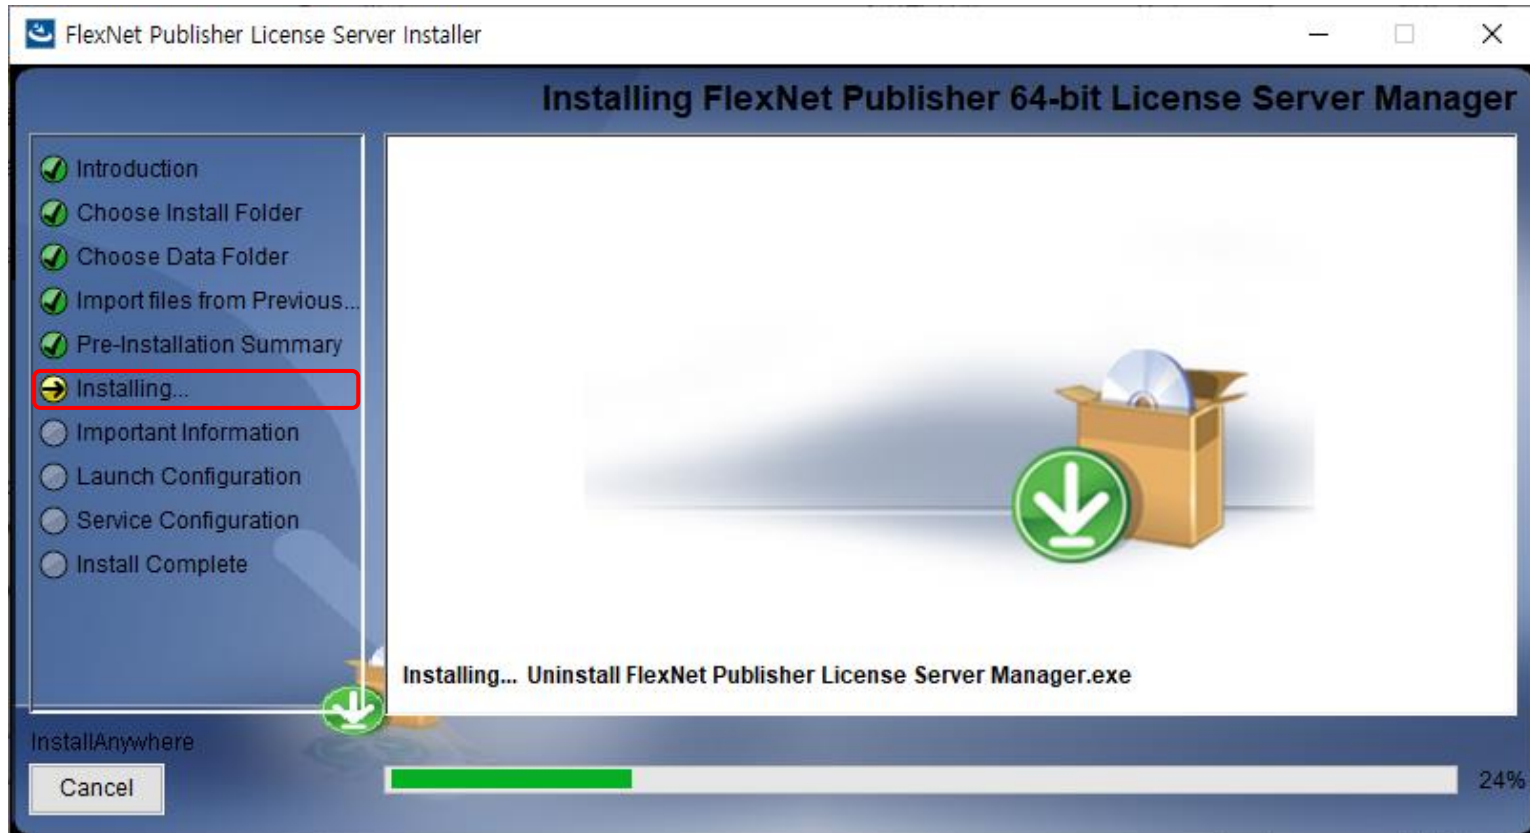 FlexNet Publisher License Server Installer
Installing FlexNet Publisher 64-bit License Server Manager
Introduction
Choose Install Folder
Choose Data Folder
Import files from Previous...
Pre-Installation Summary
Installing...
Important Information
Launch Configuration
Service Configuration
Install Complete
Installing... Uninstall FlexNet Publisher License Server Manager.exe
InstallAnywhere
Cancel
24%